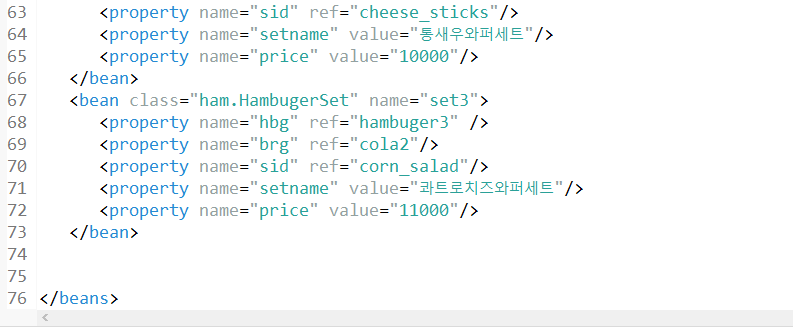 63 <property name="sid" ref="cheese_sticks"/>
64 <property name="setname" value="통새우와퍼세트"/>
65 <property name="price" value="10000"/>
66 </bean>
67 <bean class="ham.HambugerSet" name="set3">
68 <property name="hbg" ref="hambuger3" />
69 <property name="brg" ref="cola2"/>
70 <property name="sid" ref="corn_salad"/>
71 <property name="setname" value="콰트로치즈와퍼세트"/>
72 <property name="price" value="11000"/>
73 </bean>
74
75
76 </beans>